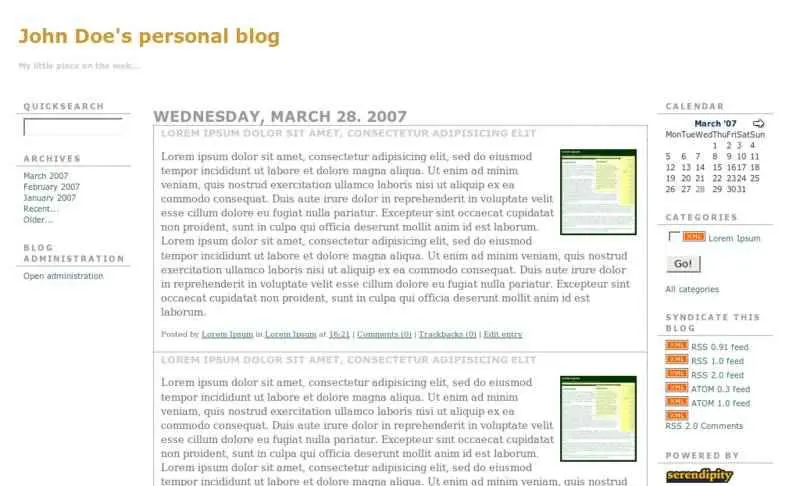 John Doe's personal blog
My little place on the web...
QUICKSEARCH
ARCHIVES
March 2007
February 2007
January 2007
Recent...
Older...
BLOG
ADMINISTRATION
Open administration
WEDNESDAY, MARCH 28. 2007
LOREM IPSUM DOLOR SIT AMET, CONSECTETUR ADIPISICING ELIT
Lorem ipsum dolor sit amet, consectetur adipisicing elit, sed do eiusmod
tempor incididunt ut labore et dolore magna aliqua. Ut enim ad minim
veniam, quis nostrud exercitation ullamco laboris nisi ut aliquip ex ea
commodo consequat. Duis aute irure dolor in reprehenderit in voluptate velit
esse cillum dolore eu fugiat nulla pariatur. Excepteur sint occaecat cupidatat
non proident, sunt in culpa qui officia deserunt mollit anim id est laborum.
Lorem ipsum dolor sit amet, consectetur adipisicing elit, sed do eiusmod
tempor incididunt ut labore et dolore magna aliqua. Ut enim ad minim veniam, quis nostrud
exercitation ullamco laboris nisi ut aliquip ex ea commodo consequat. Duis aute irure dolor
in reprehenderit in voluptate velit esse cillum dolore eu fugiat nulla pariatur. Excepteur sint
occaecat cupidatat non proident, sunt in culpa qui officia deserunt mollit anim id est
laborum.
Posted by Lorem Ipsum in Lorem Ipsum at 16:21 | Comments (0) | Trackbacks (0) | Edit entry
LOREM IPSUM DOLOR SIT AMET, CONSECTETUR ADIPISICING ELIT
Lorem ipsum dolor sit amet, consectetur adipisicing elit, sed do eiusmod
tempor incididunt ut labore et dolore magna aliqua. Ut enim ad minim
veniam, quis nostrud exercitation ullamco laboris nisi ut aliquip ex ea
commodo consequat. Duis aute irure dolor in reprehenderit in voluptate velit
esse cillum dolore eu fugiat nulla pariatur. Excepteur sint occaecat cupidatat
non proident, sunt in culpa qui officia deserunt mollit anim id est laborum.
Lorem ipsum dolor sit amet, consectetur adipisicing elit, sed do eiusmod
tempor incididunt ut labore et dolore magna aliqua. Ut enim ad minim veniam, quis nostrud
CALENDAR
March '07
Mon Tue Wed Thu Fri Sat Sun
1 2 3 4
5 6 7 8 9 10 11
12 13 14 15 16 17 18
19 20 21 22 23 24 25
26 27 28 29 30 31
CATEGORIES
XML Lorem Ipsum
Go!
All categories
SYNDICATE THIS
BLOG
XML RSS 0.91 feed
XML RSS 1.0 feed
XML RSS 2.0 feed
XML ATOM 0.3 feed
XML ATOM 1.0 feed
XML
RSS 2.0 Comments
POWERED BY
serendipity